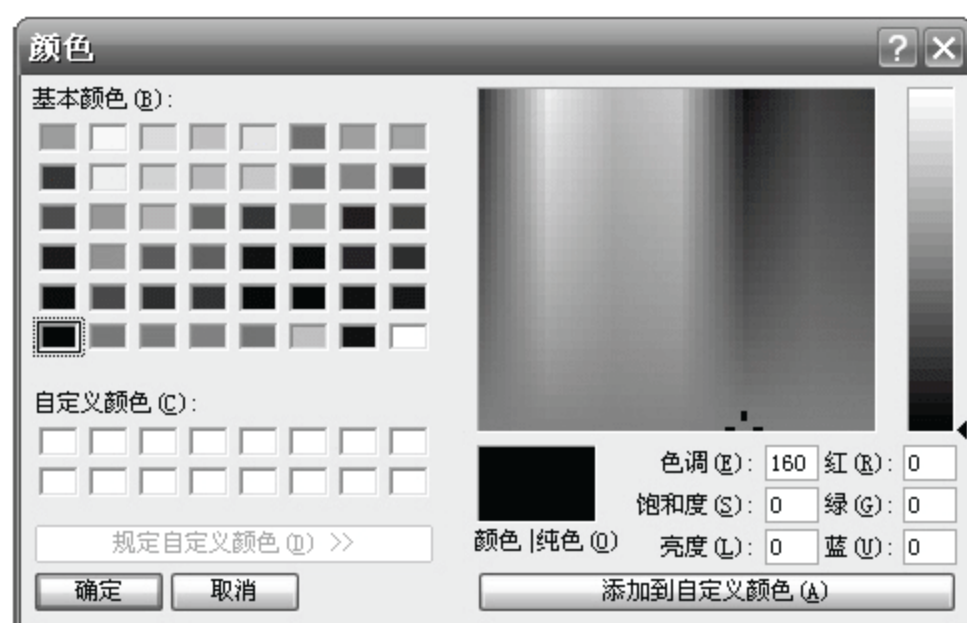 颜色
基本颜色(B):
自定义颜色(C):
规定自定义颜色(D) >>
确定 取消
颜色|纯色(O)
色调(E): 160 红(R): 0
饱和度(S): 0 绿(G): 0
亮度(L): 0 蓝(U): 0
添加到自定义颜色(A)